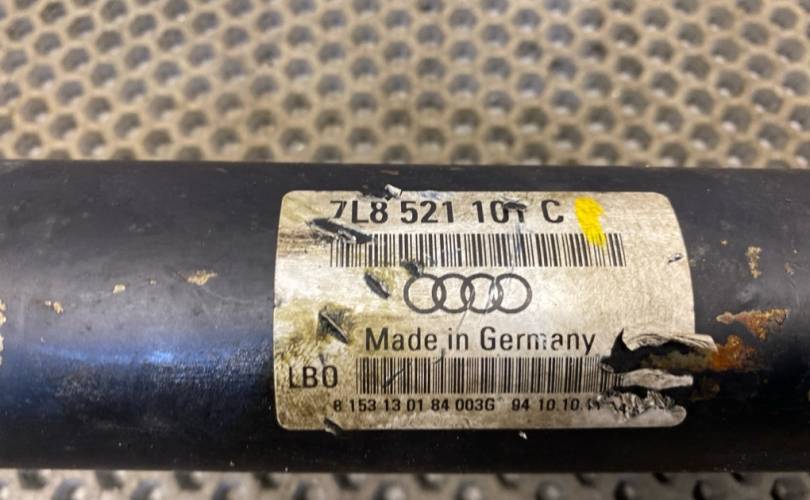 7L8 521 101 C
Made in Germany
LBO
8 153 13 01 84 003G 94 10.10.